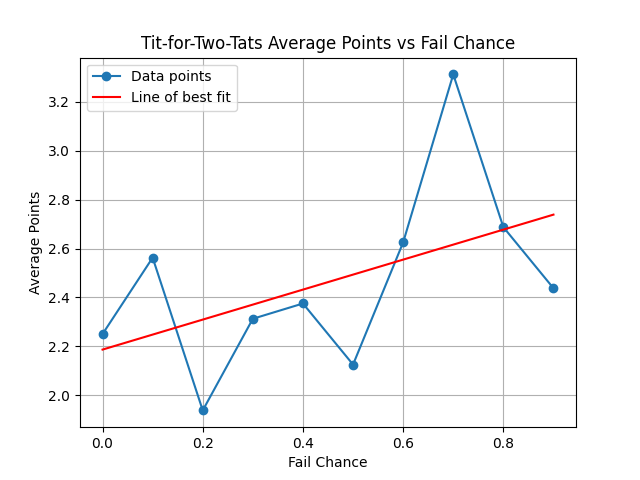 Tit-for-Two-Tats Average Points vs Fail Chance
Data points
Line of best fit
3.2
3.0
2.8
2.6
2.4
2.2
2.0
Average Points
0.0 0.2 0.4 0.6 0.8
Fail Chance